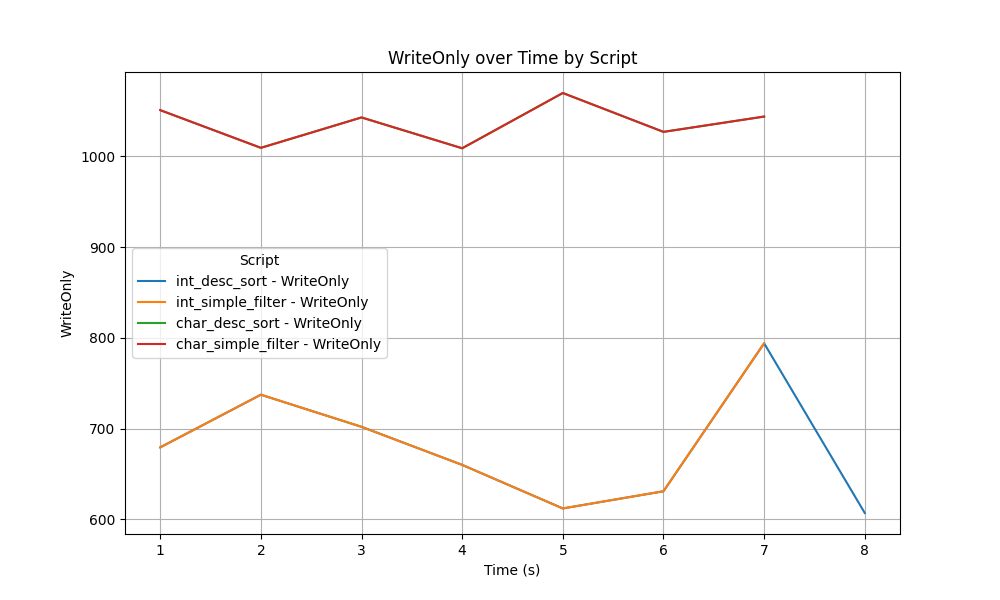 WriteOnly over Time by Script
WriteOnly
1000
900
800
700
600
Script
int_desc_sort - WriteOnly
int_simple_filter - WriteOnly
char_desc_sort - WriteOnly
char_simple_filter - WriteOnly
1 2 3 4 5 6 7 8
Time (s)